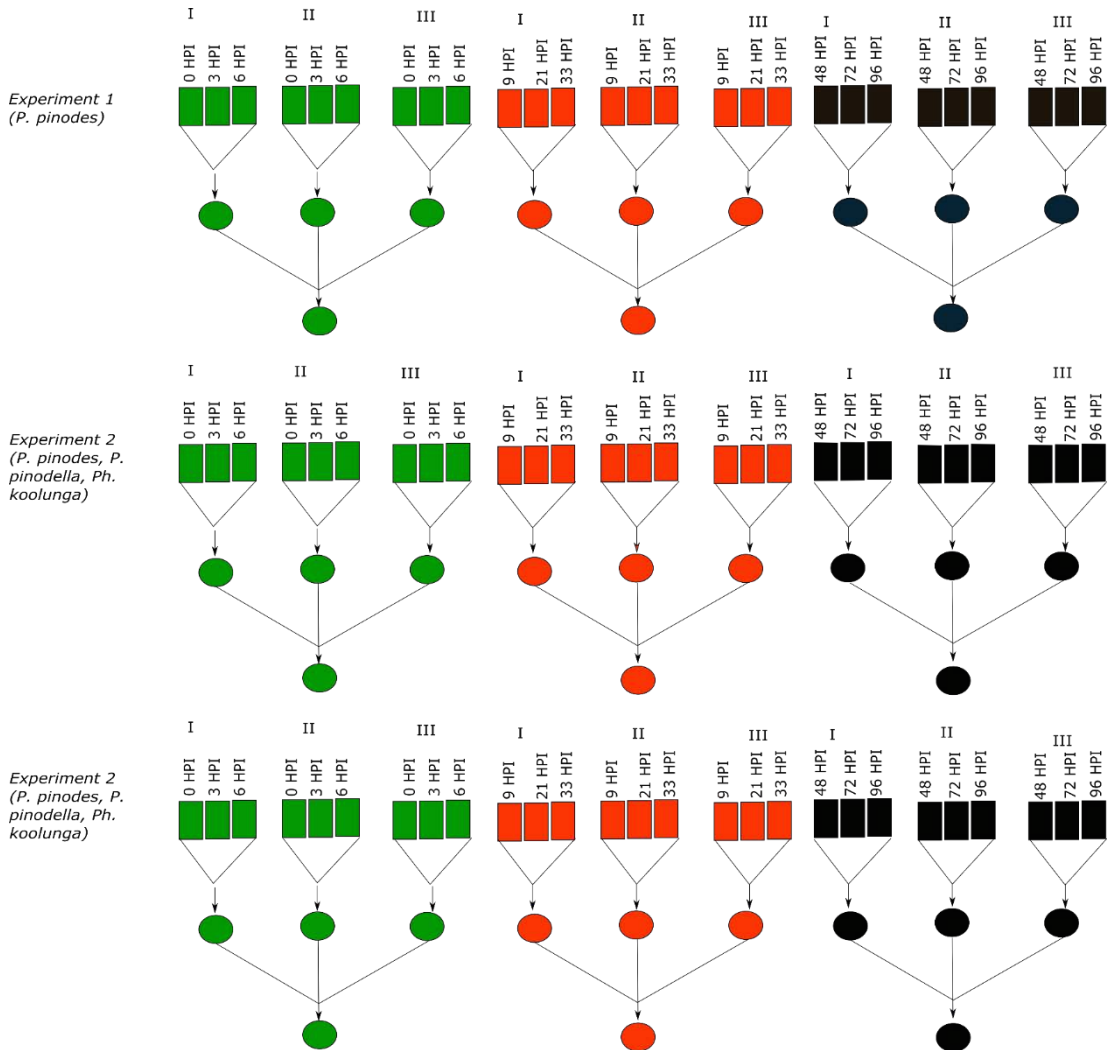 I II III I II III I II III
0 HPI 3 HPI 6 HPI 0 HPI 3 HPI 6 HPI 0 HPI 3 HPI 6 HPI 9 HPI 21 HPI 33 HPI 9 HPI 21 HPI 33 HPI 9 HPI 21 HPI 33 HPI 48 HPI 72 HPI 96 HPI 48 HPI 72 HPI 96 HPI 48 HPI 72 HPI 96 HPI
Experiment 1
(P. pinodes)
I II III I II III I II III
0 HPI 3 HPI 6 HPI 0 HPI 3 HPI 6 HPI 0 HPI 3 HPI 6 HPI 9 HPI 21 HPI 33 HPI 9 HPI 21 HPI 33 HPI 9 HPI 21 HPI 33 HPI 48 HPI 72 HPI 96 HPI 48 HPI 72 HPI 96 HPI 48 HPI 72 HPI 96 HPI
Experiment 2
(P. pinodes, P.
pinodella, Ph.
koolunga)
I II III I II III I II III
0 HPI 3 HPI 6 HPI 0 HPI 3 HPI 6 HPI 0 HPI 3 HPI 6 HPI 9 HPI 21 HPI 33 HPI 9 HPI 21 HPI 33 HPI 9 HPI 21 HPI 33 HPI 48 HPI 72 HPI 96 HPI 48 HPI 72 HPI 96 HPI 48 HPI 72 HPI 96 HPI
Experiment 2
(P. pinodes, P.
pinodella, Ph.
koolunga)